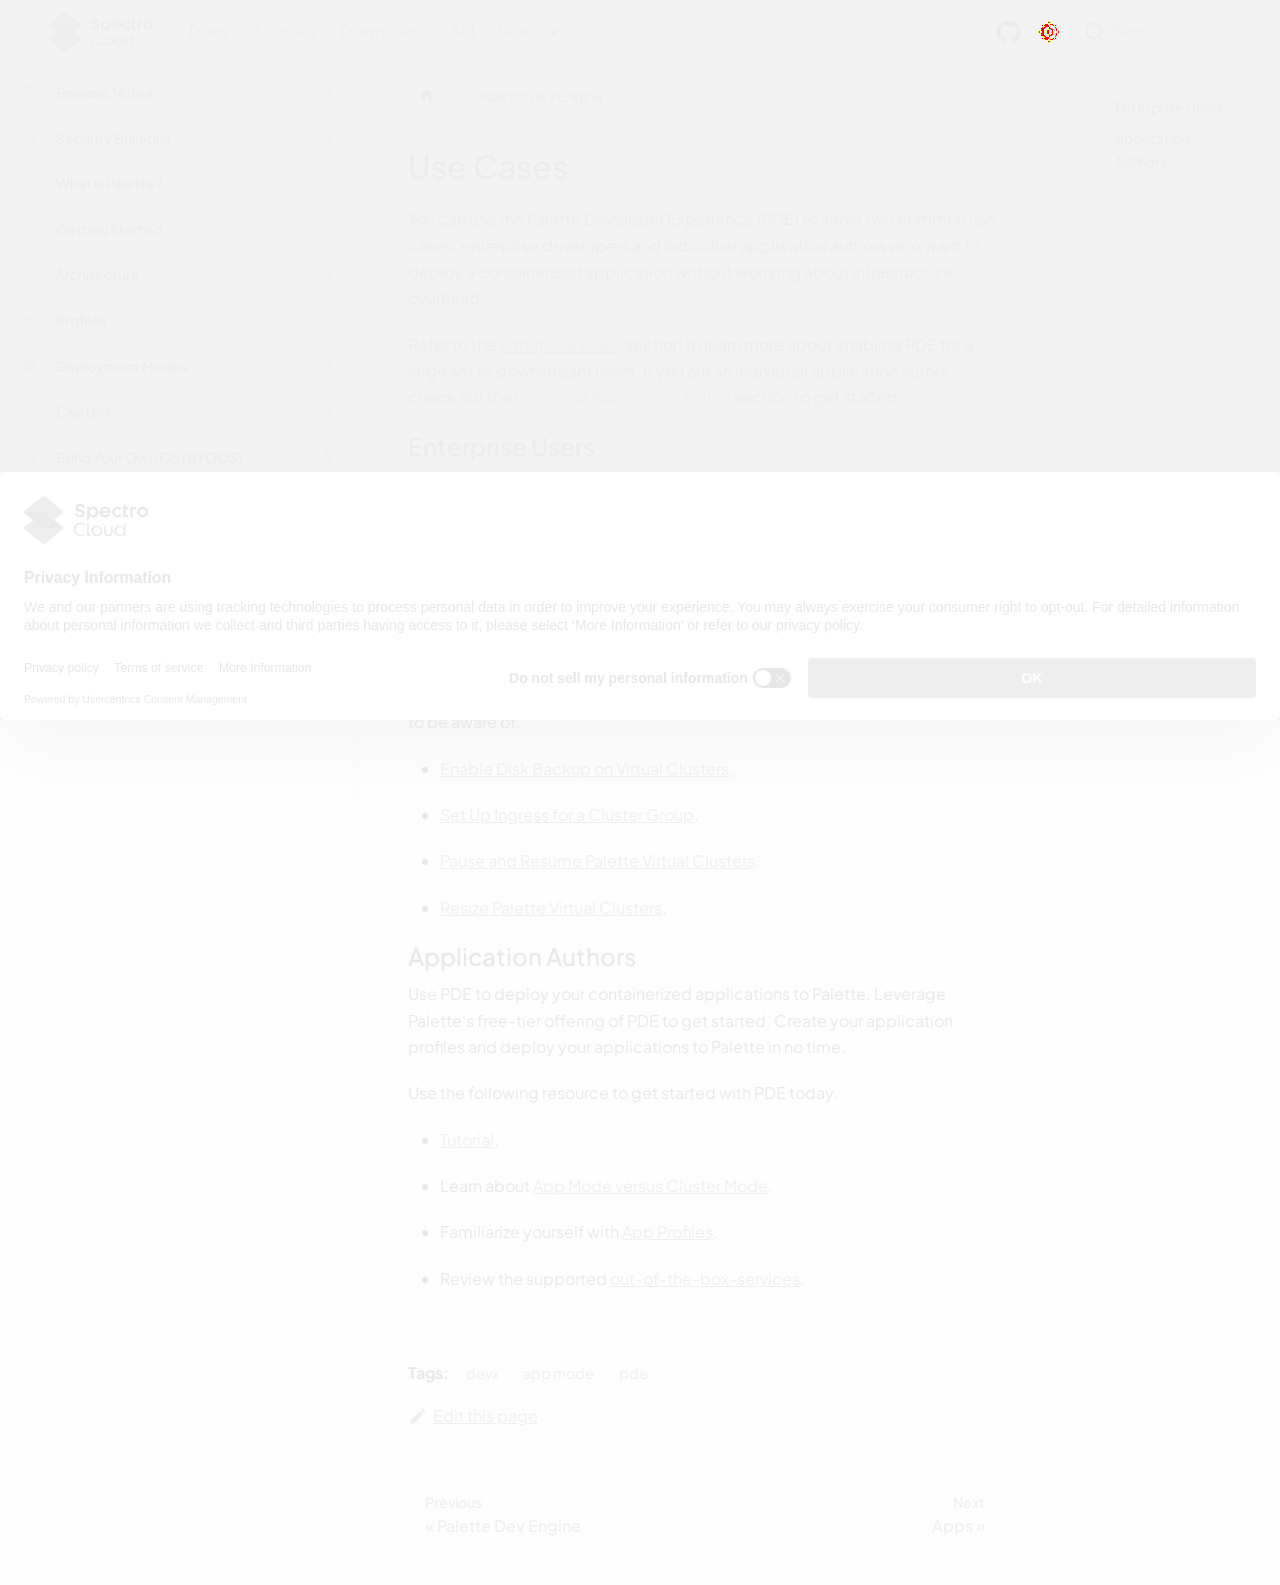 Spectro
Cloud
Docs
Tutorials
Downloads
API
latest
Search
Release Notes
Security Bulletins
What is Palette?
Getting Started
Architecture
Profiles
Deployment Modes
Clusters
Bring Your Own OS (BYOOS)
Palette Dev Engine
Use Cases
Enterprise Users
Application
Authors
Use Cases
You can use the Palette Developer Experience (PDE) to serve two common use
cases: enterprise developers and individual application authors who want to
deploy a containerized application without worrying about infrastructure
overhead.
Refer to the Enterprise Users section to learn more about enabling PDE for a
large set of downstream users. If you are an individual application author,
check out the Individual Application Author section to get started.
Enterprise Users
Spectro
Cloud
Privacy Information
We and our partners are using tracking technologies to process personal data in order to improve your experience. You may always exercise your consumer right to opt-out. For detailed information
about personal information we collect and third parties having access to it, please select 'More Information' or refer to our privacy policy.
Privacy policy
Terms of service
More Information
Powered by Usercentrics Consent Management
Do not sell my personal information
OK
to be aware of.
Enable Disk Backup on Virtual Clusters.
Set Up Ingress for a Cluster Group.
Pause and Resume Palette Virtual Clusters.
Resize Palette Virtual Clusters.
Application Authors
Use PDE to deploy your containerized applications to Palette. Leverage
Palette's free-tier offering of PDE to get started. Create your application
profiles and deploy your applications to Palette in no time.
Use the following resource to get started with PDE today.
Tutorial.
Learn about App Mode versus Cluster Mode.
Familiarize yourself with App Profiles.
Review the supported out-of-the-box-services.
Tags: devx app mode pde
Edit this page
Previous
« Palette Dev Engine
Next
Apps »